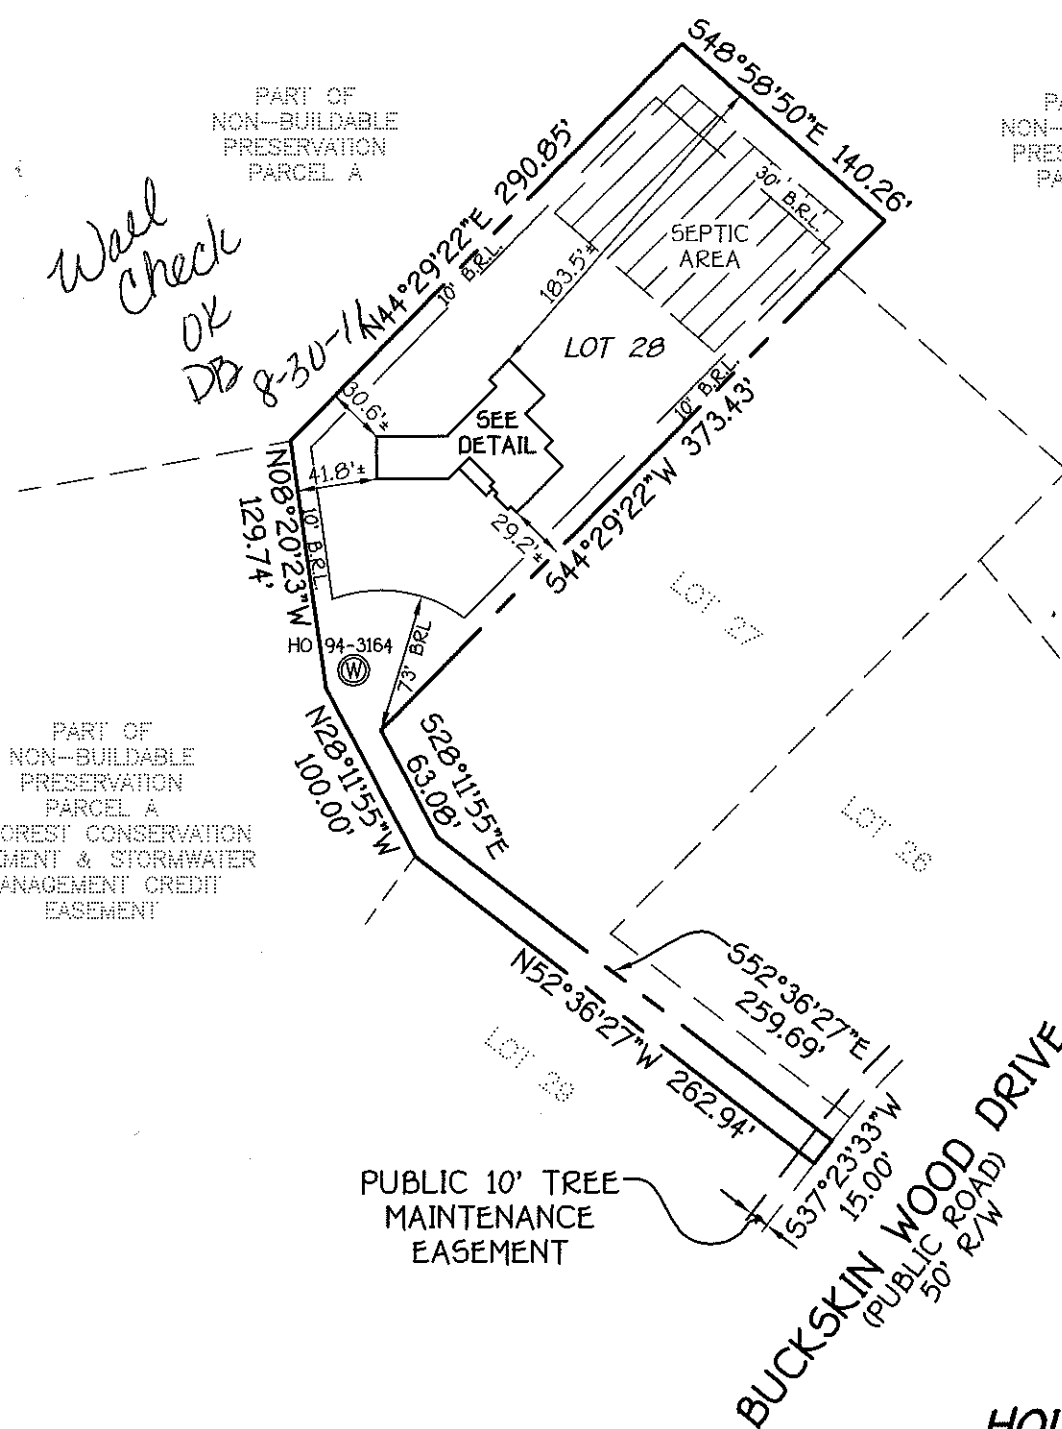 S48°58'50"E 140.26'
PART OF
NON-BUILDABLE
PRESERVATION
PARCEL A
Wall
Check
OK
DB 8-30-16
N44°29'22"E 290.85'
10' B.R.L.
30' B.R.L.
SEPTIC
AREA
183.5'±
LOT 28
10' B.R.L.
S44°29'22"W 373.43'
30.6'±
SEE
DETAIL
41.8'±
29.2'±
N08°20'23"W
129.74'
10' B.R.L.
LOT 27
HO 94-3164
W
73' BRL
PART OF
NON-BUILDABLE
PRESERVATION
PARCEL A
OREST CONSERVATION
EMENT & STORMWATER
ANAGEMENT CREDIT
EASEMENT
N28°11'55"W
100.00'
S28°11'55"E
63.08'
LOT 26
S52°36'27"E
259.69'
N52°36'27"W 262.94'
LOT 29
S37°23'33"W
15.00'
PUBLIC 10' TREE
MAINTENANCE
EASEMENT
BUCKSKIN WOOD DRIVE
(PUBLIC ROAD)
50' R/W